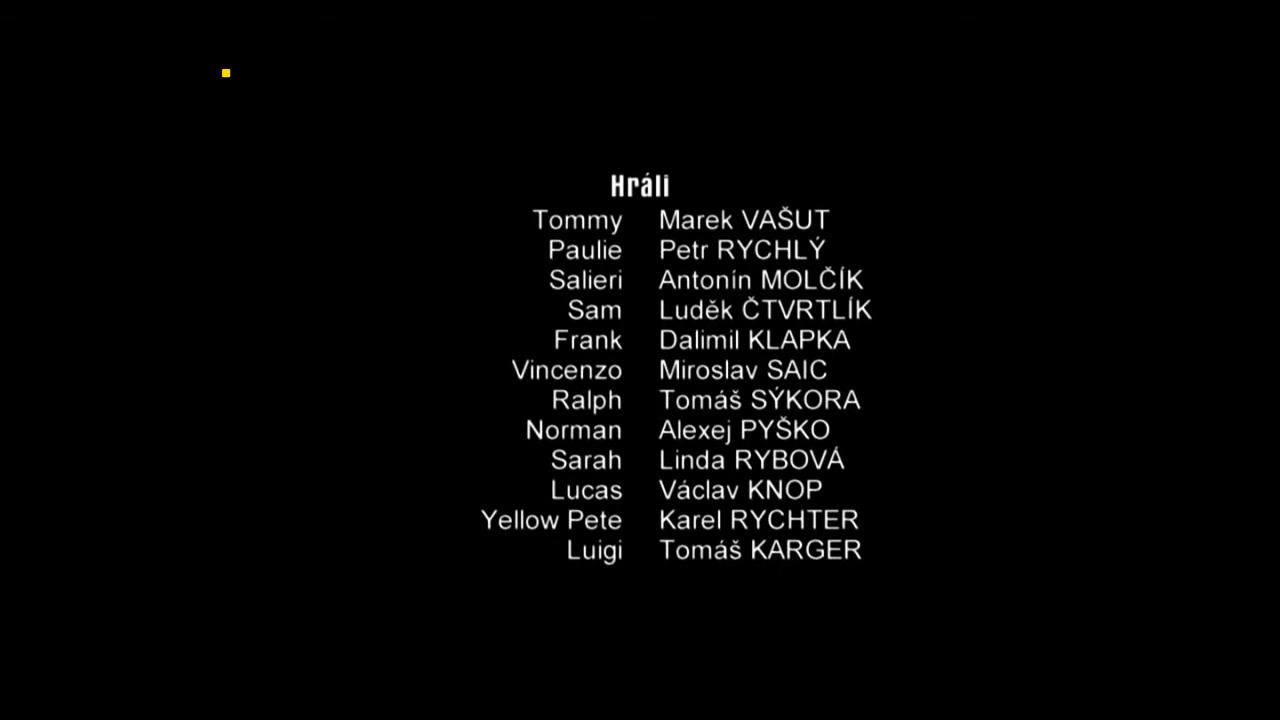 Hráli
Tommy Marek VAŠUT
Paulie Petr RYCHLÝ
Salieri Antonín MOLČÍK
Sam Luděk ČTVRTLÍK
Frank Dalimil KLAPKA
Vincenzo Miroslav SAIC
Ralph Tomáš SÝKORA
Norman Alexej PYŠKO
Sarah Linda RYBOVÁ
Lucas Václav KNOP
Yellow Pete Karel RYCHTER
Luigi Tomáš KARGER